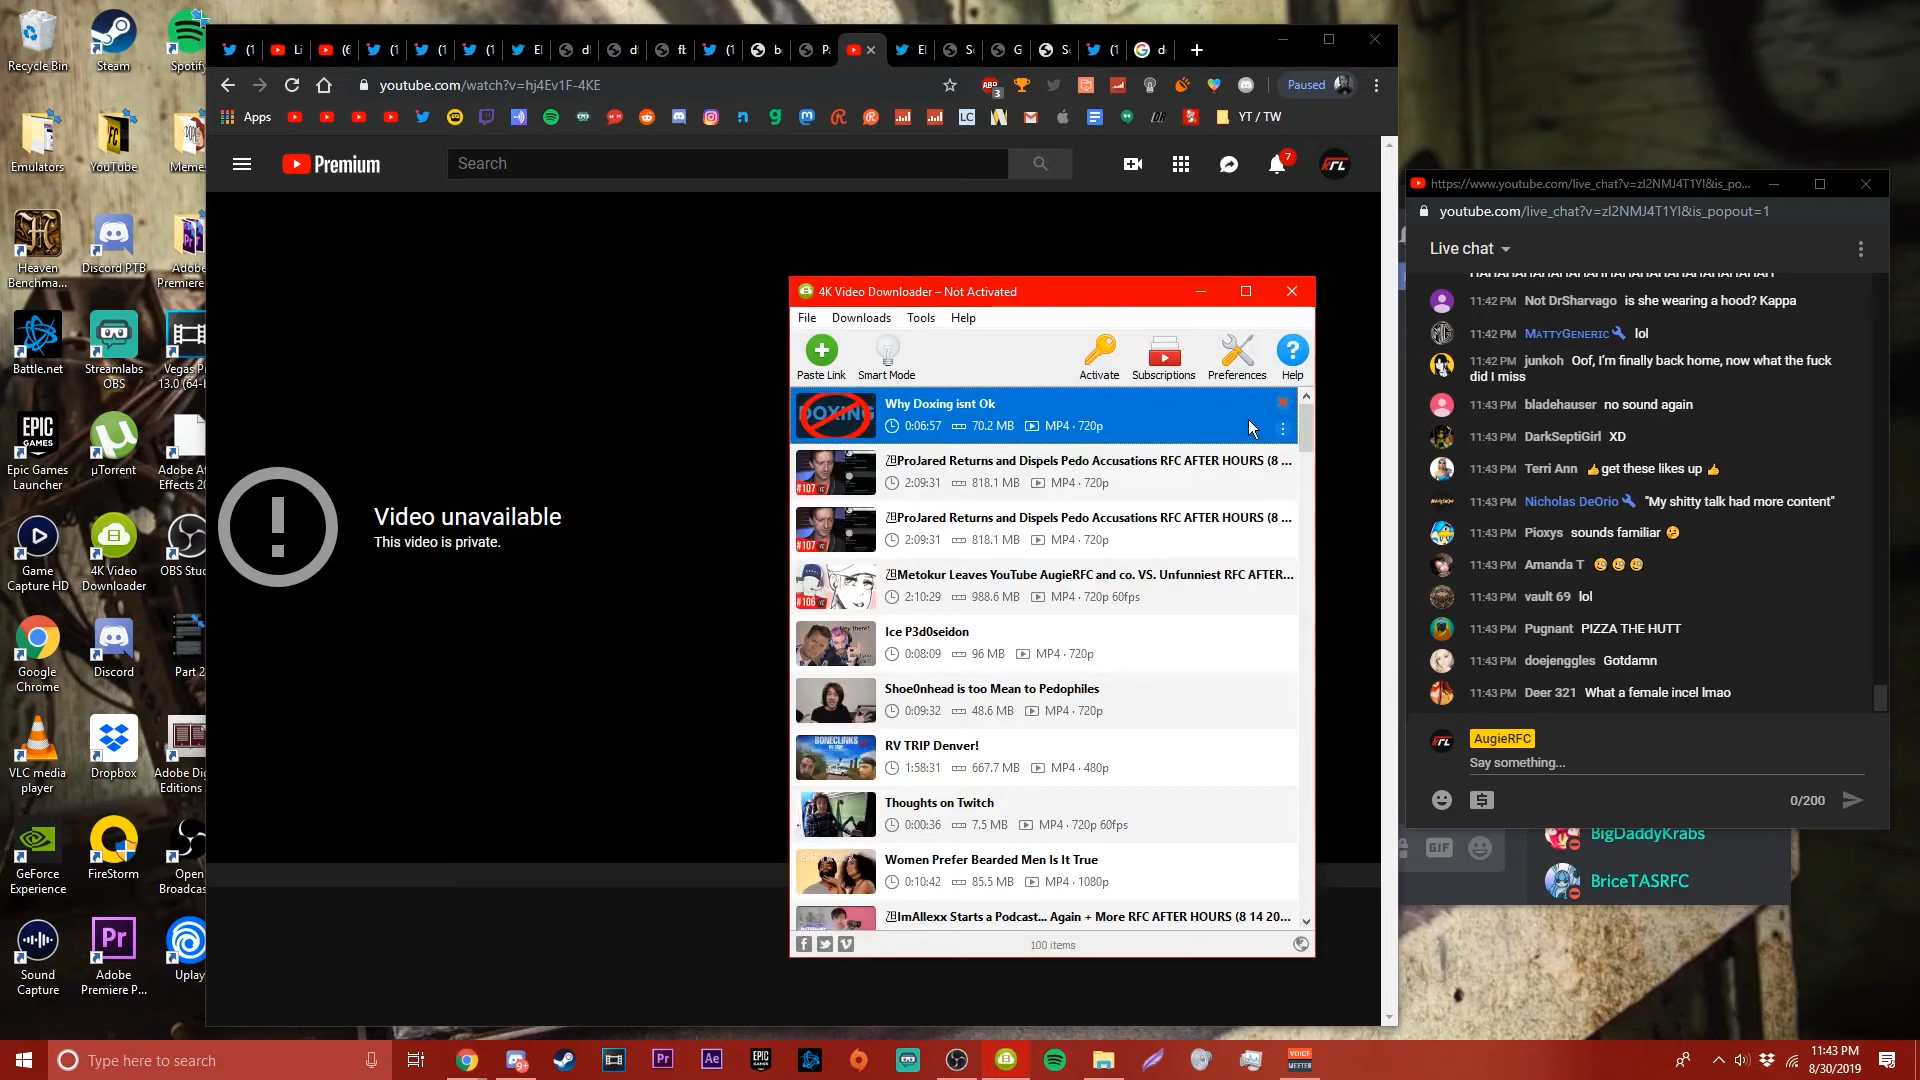 Recycle Bin
Steam
Spotify
Emulators
YouTube
Meme
Heaven
Benchma...
Discord PTB
Adobe
Battle.net
Streamlabs
OBS
Vegas P
13.0 (64-b
Epic Games
Launcher
µTorrent
Adobe Af
Effects 20
Game
Capture HD
4K Video
Downloader
OBS Stu
Google
Chrome
Discord
Part 2
VLC media
player
Dropbox
Adobe Dig
Editions
GeForce
Experience
FireStorm
Open
Broadcas
Sound
Capture
Adobe
Premiere P...
Uplay
youtube.com/watch?v=hj4Ev1F-4KE
Paused
Apps
YT / TW
Premium
Search
7
Video unavailable
This video is private.
4K Video Downloader – Not Activated
File Downloads Tools Help
Paste Link Smart Mode Activate Subscriptions Preferences Help
DOXING
Why Doxing isnt Ok
0:06:57 70.2 MB MP4 · 720p
#107
ProJared Returns and Dispels Pedo Accusations RFC AFTER HOURS (8 ...
2:09:31 818.1 MB MP4 · 720p
#107
ProJared Returns and Dispels Pedo Accusations RFC AFTER HOURS (8 ...
2:09:31 818.1 MB MP4 · 720p
#106
Metokur Leaves YouTube AugieRFC and co. VS. Unfunniest RFC AFTER...
2:10:29 988.6 MB MP4 · 720p 60fps
Ice P3d0seidon
0:08:09 96 MB MP4 · 720p
Shoe0nhead is too Mean to Pedophiles
0:09:32 48.6 MB MP4 · 720p
RV TRIP Denver!
1:58:31 667.7 MB MP4 · 480p
Thoughts on Twitch
0:00:36 7.5 MB MP4 · 720p 60fps
Women Prefer Bearded Men Is It True
0:10:42 85.5 MB MP4 · 1080p
ImAllexx Starts a Podcast... Again + More RFC AFTER HOURS (8 14 20...
100 items
https://www.youtube.com/live_chat?v=zI2NMJ4T1YI&is_po...
youtube.com/live_chat?v=zI2NMJ4T1YI&is_popout=1
Live chat
11:42 PM Not DrSharvago is she wearing a hood? Kappa
11:42 PM MattyGeneric lol
11:42 PM junkoh Oof, I'm finally back home, now what the fuck
did I miss
11:43 PM bladehauser no sound again
11:43 PM DarkSeptiGirl XD
11:43 PM Terri Ann 👍get these likes up 👍
11:43 PM Nicholas DeOrio "My shitty talk had more content"
11:43 PM Pioxys sounds familiar 🤔
11:43 PM Amanda T
11:43 PM vault 69 lol
11:43 PM Pugnant PIZZA THE HUTT
11:43 PM doejenggles Gotdamn
11:43 PM Deer 321 What a female incel lmao
AugieRFC
Say something...
0/200
GIF
BigDaddyKrabs
BriceTASRFC
Type here to search
11:43 PM
8/30/2019